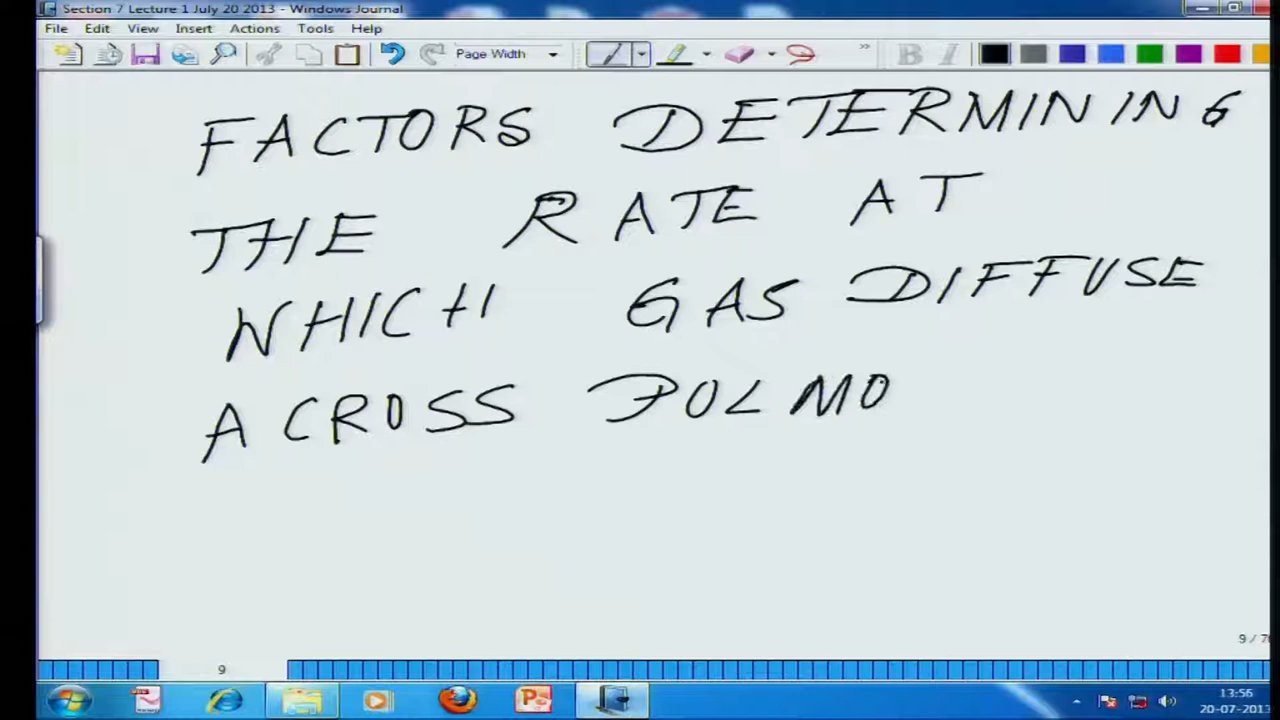 Section 7 Lecture 1 July 20 2013 - Windows Journal
File Edit View Insert Actions Tools Help
Page Width
FACTORS DETERMINING
THE RATE AT
WHICH GAS DIFFUSE
ACROSS PULMO
9
13:56
20-07-2013